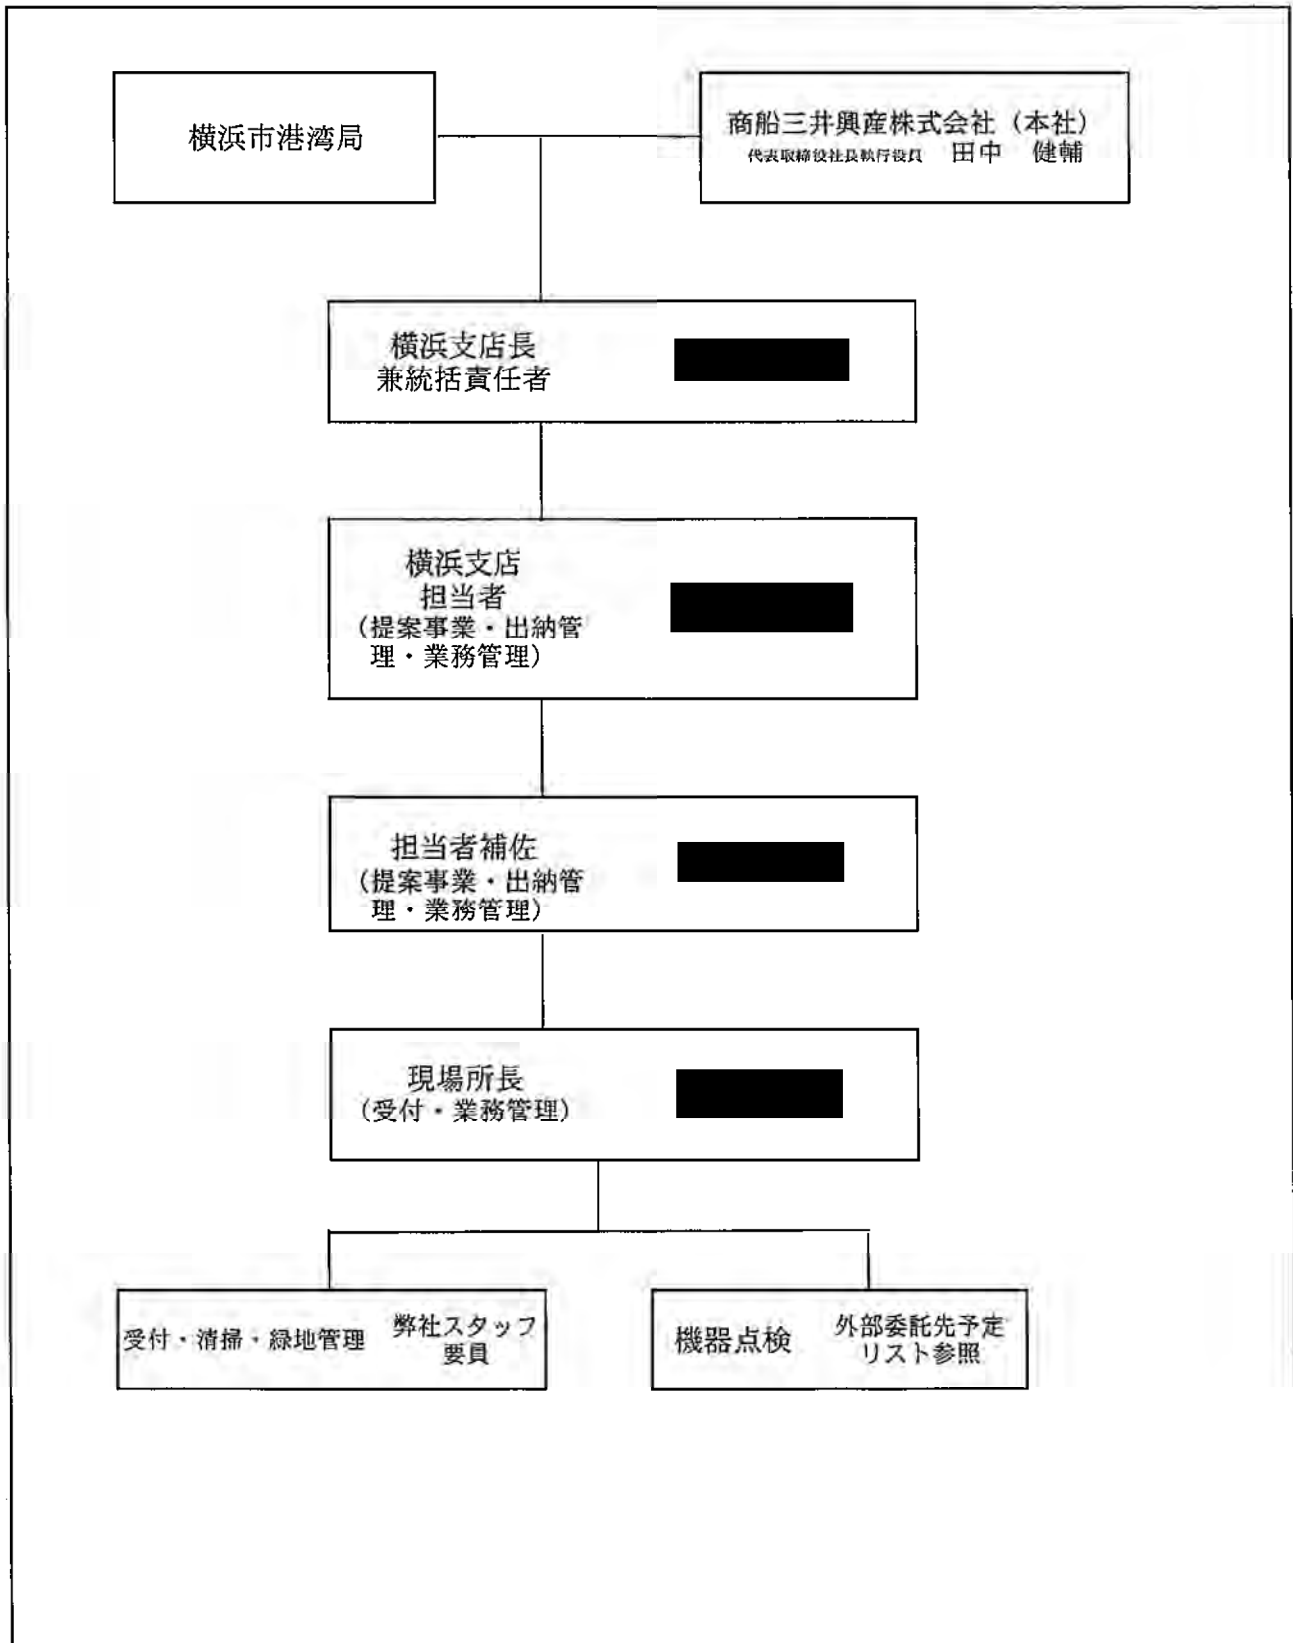 横浜市港湾局
商船三井興産株式会社（本社）
代表取締役社長執行役員　田中　健輔
横浜支店長
兼統括責任者
横浜支店
担当者
（提案事業・出納管
理・業務管理）
担当者補佐
（提案事業・出納管
理・業務管理）
現場所長
（受付・業務管理）
受付・清掃・緑地管理
弊社スタッフ
要員
機器点検
外部委託先予定
リスト参照